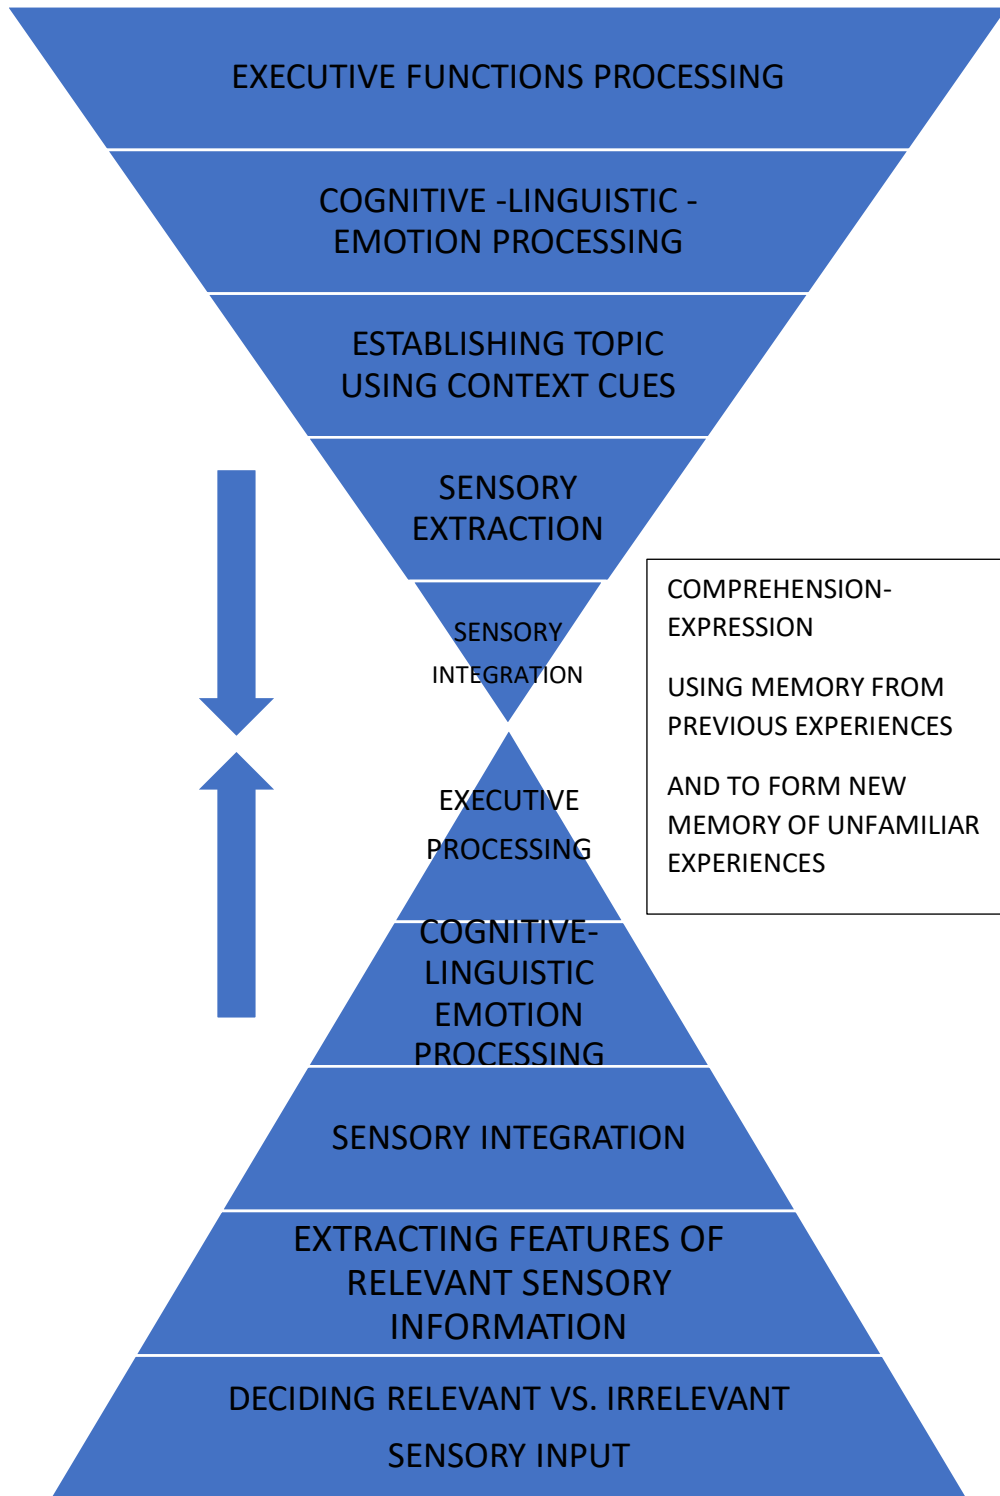 EXECUTIVE FUNCTIONS PROCESSING
COGNITIVE -LINGUISTIC -
EMOTION PROCESSING
ESTABLISHING TOPIC
USING CONTEXT CUES
SENSORY
EXTRACTION
SENSORY
INTEGRATION
COMPREHENSION-
EXPRESSION
USING MEMORY FROM
PREVIOUS EXPERIENCES
AND TO FORM NEW
MEMORY OF UNFAMILIAR
EXPERIENCES
EXECUTIVE
PROCESSING
COGNITIVE-
LINGUISTIC
EMOTION
PROCESSING
SENSORY INTEGRATION
EXTRACTING FEATURES OF
RELEVANT SENSORY
INFORMATION
DECIDING RELEVANT VS. IRRELEVANT
SENSORY INPUT